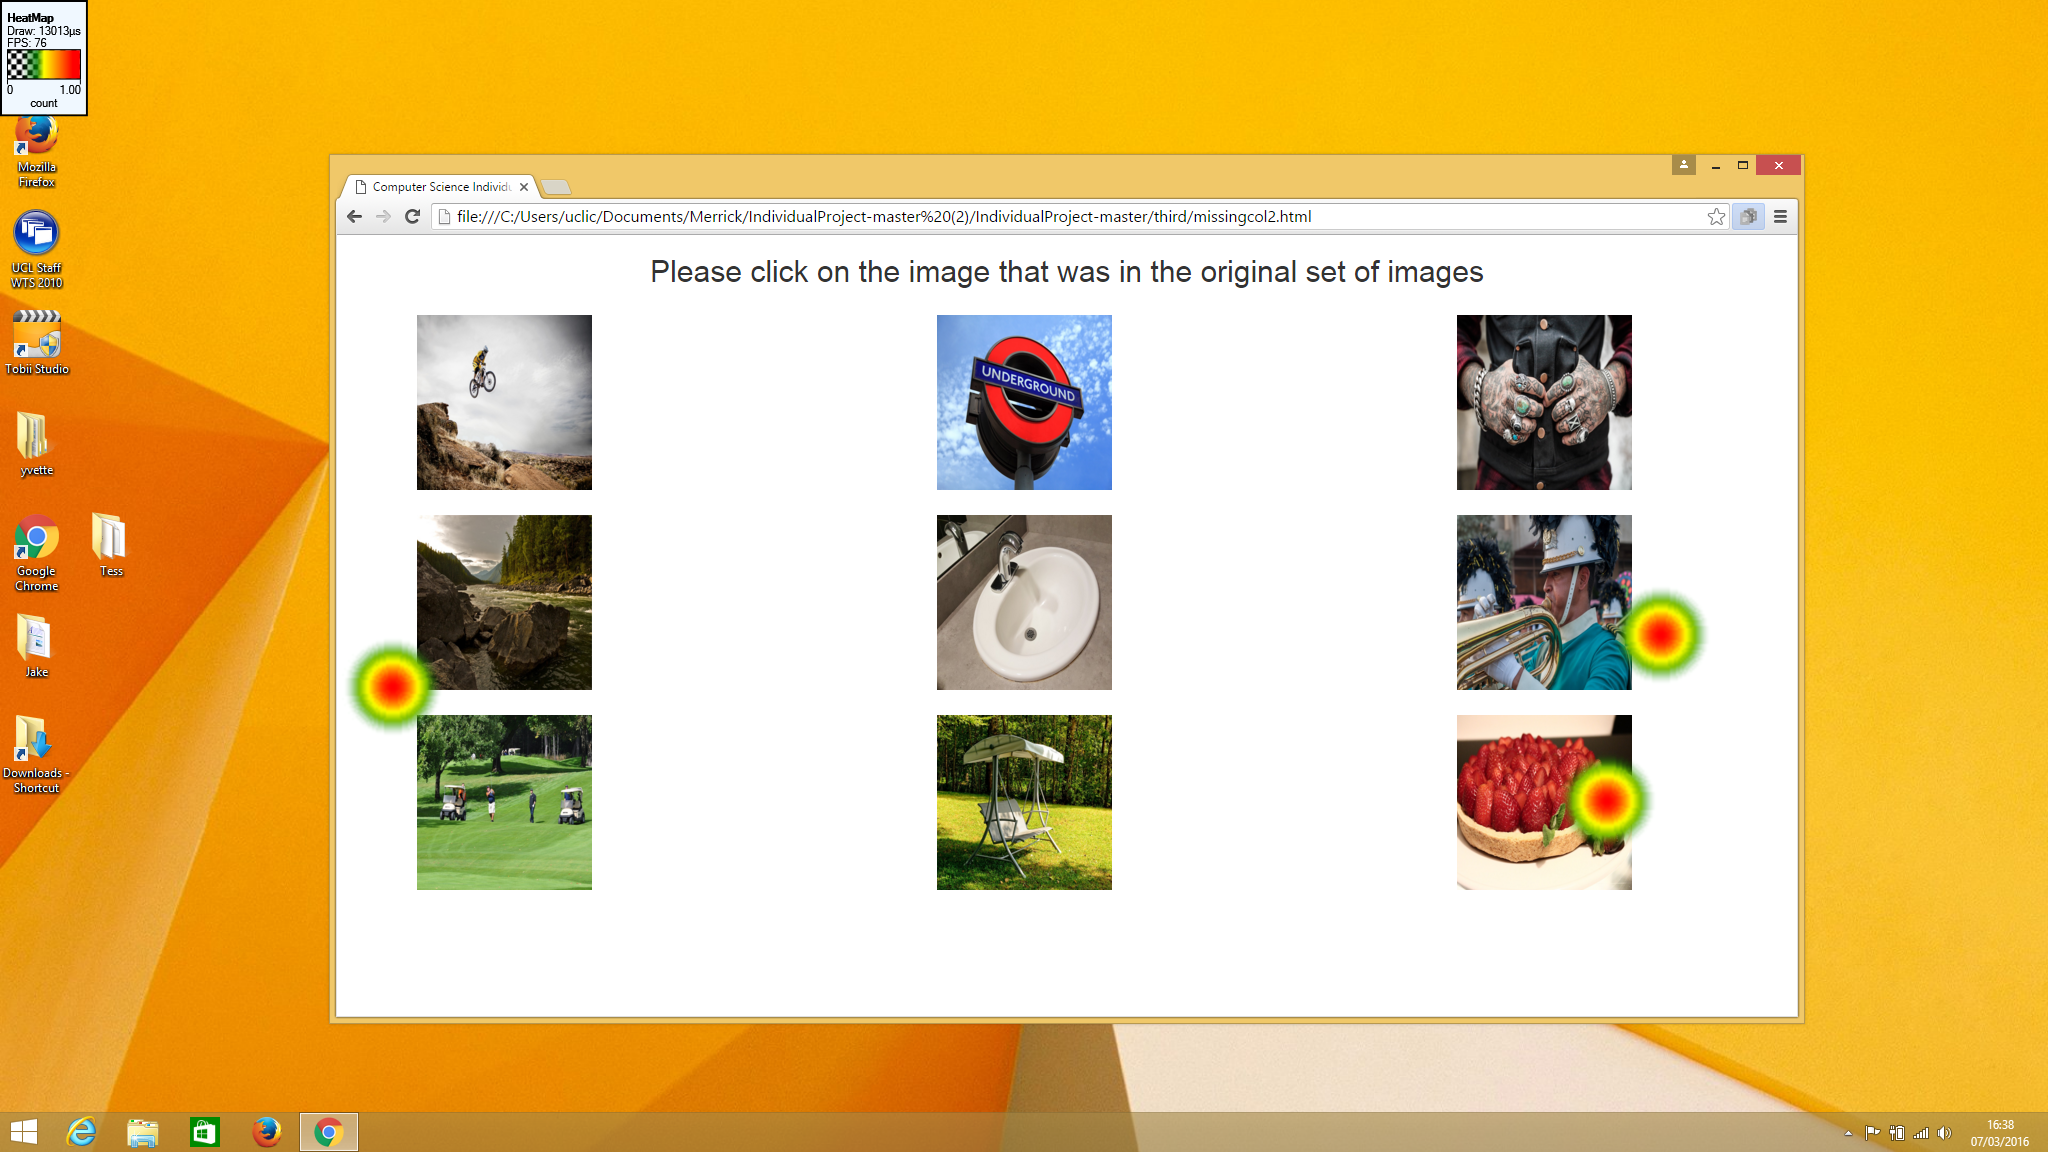 HeatMap
Draw: 13013µs
FPS: 76
0 1.00
count
Mozilla
Firefox
UCL Staff
WTS 2010
Tobii Studio
yvette
Google
Chrome
Tess
Jake
Downloads -
Shortcut
Computer Science Individu
file:///C:/Users/uclic/Documents/Merrick/IndividualProject-master%20(2)/IndividualProject-master/third/missingcol2.html
Please click on the image that was in the original set of images
UNDERGROUND
16:38
07/03/2016